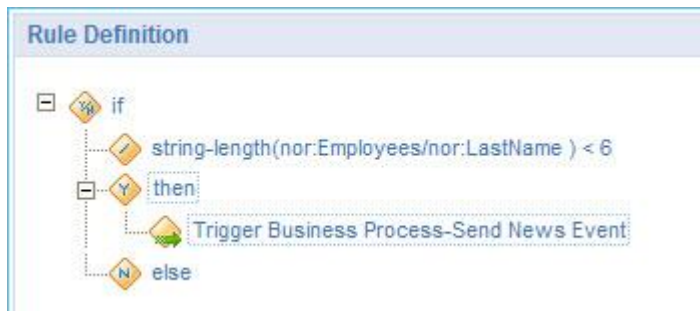 Rule Definition
if
string-length(nor:Employees/nor:LastName ) < 6
Y then
Trigger Business Process-Send News Event
N else